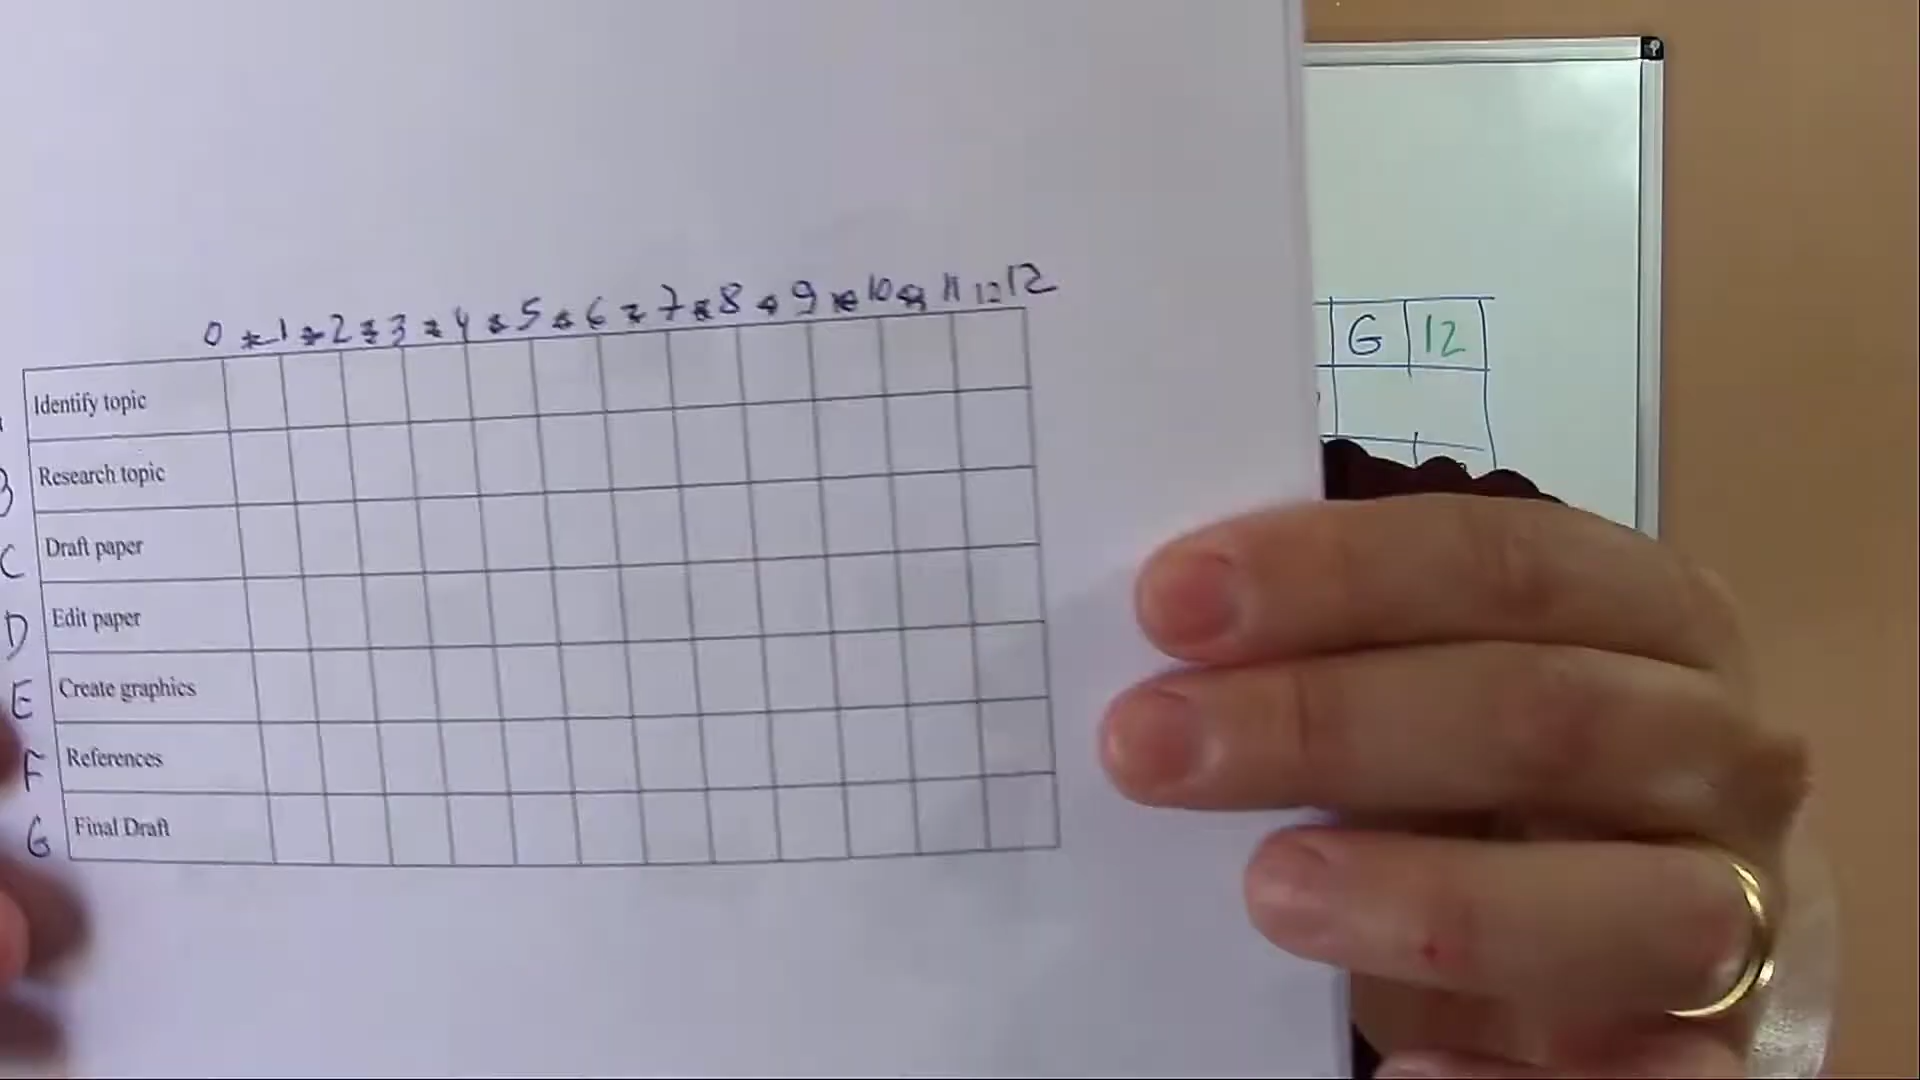 0 1 2 3 4 5 6 7 8 9 10 11 12 12
Identify topic
B Research topic
C Draft paper
D Edit paper
E Create graphics
F References
G Final Draft
G 12